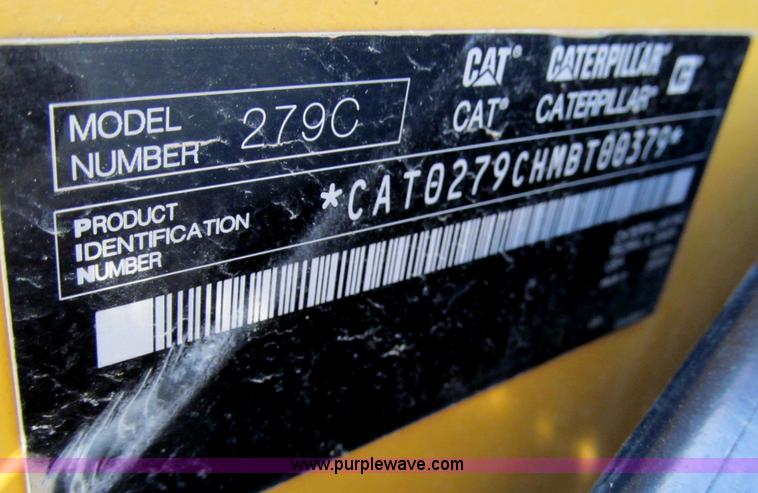 CAT® CATERPILLAR®
CAT® CATERPILLAR®
MODEL NUMBER 279C
PRODUCT
IDENTIFICATION
NUMBER
*CAT0279CHMBT00379*
www.purplewave.com